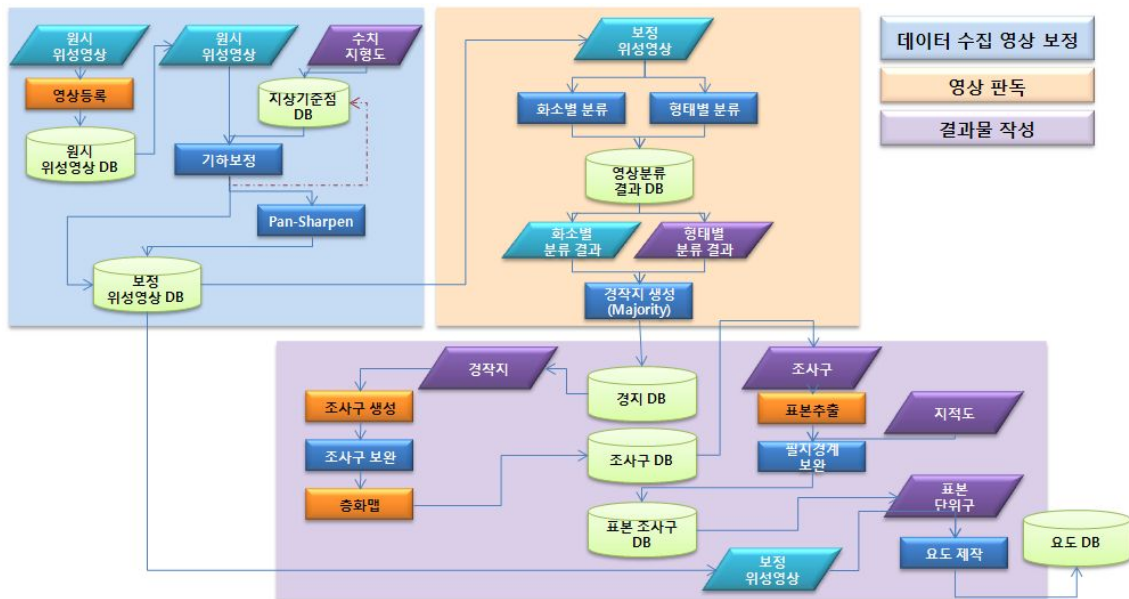 원시
위성영상
원시
위성영상
수치
지형도
영상등록
지상기준점
DB
원시
위성영상 DB
기하보정
Pan-Sharpen
보정
위성영상 DB
보정
위성영상
화소별 분류
형태별 분류
영상분류
결과 DB
화소별
분류 결과
형태별
분류 결과
경작지 생성
(Majority)
데이터 수집 영상 보정
영상 판독
결과물 작성
경작지
조사구 생성
조사구 보완
층화맵
경지 DB
조사구 DB
표본 조사구
DB
조사구
표본추출
지적도
필지경계
보완
표본
단위구
보정
위성영상
요도 제작
요도 DB